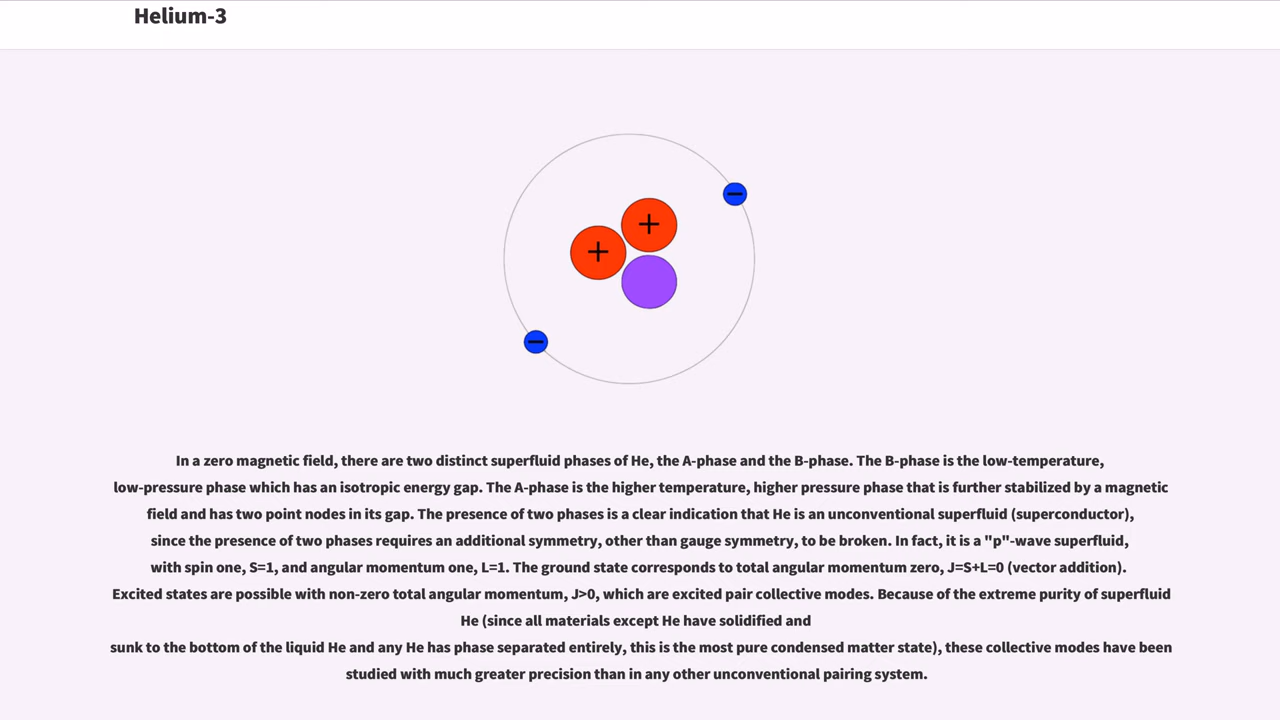 Helium-3
+
+
−
−
In a zero magnetic field, there are two distinct superfluid phases of He, the A-phase and the B-phase. The B-phase is the low-temperature,
low-pressure phase which has an isotropic energy gap. The A-phase is the higher temperature, higher pressure phase that is further stabilized by a magnetic
field and has two point nodes in its gap. The presence of two phases is a clear indication that He is an unconventional superfluid (superconductor),
since the presence of two phases requires an additional symmetry, other than gauge symmetry, to be broken. In fact, it is a "p"-wave superfluid,
with spin one, S=1, and angular momentum one, L=1. The ground state corresponds to total angular momentum zero, J=S+L=0 (vector addition).
Excited states are possible with non-zero total angular momentum, J>0, which are excited pair collective modes. Because of the extreme purity of superfluid
He (since all materials except He have solidified and
sunk to the bottom of the liquid He and any He has phase separated entirely, this is the most pure condensed matter state), these collective modes have been
studied with much greater precision than in any other unconventional pairing system.